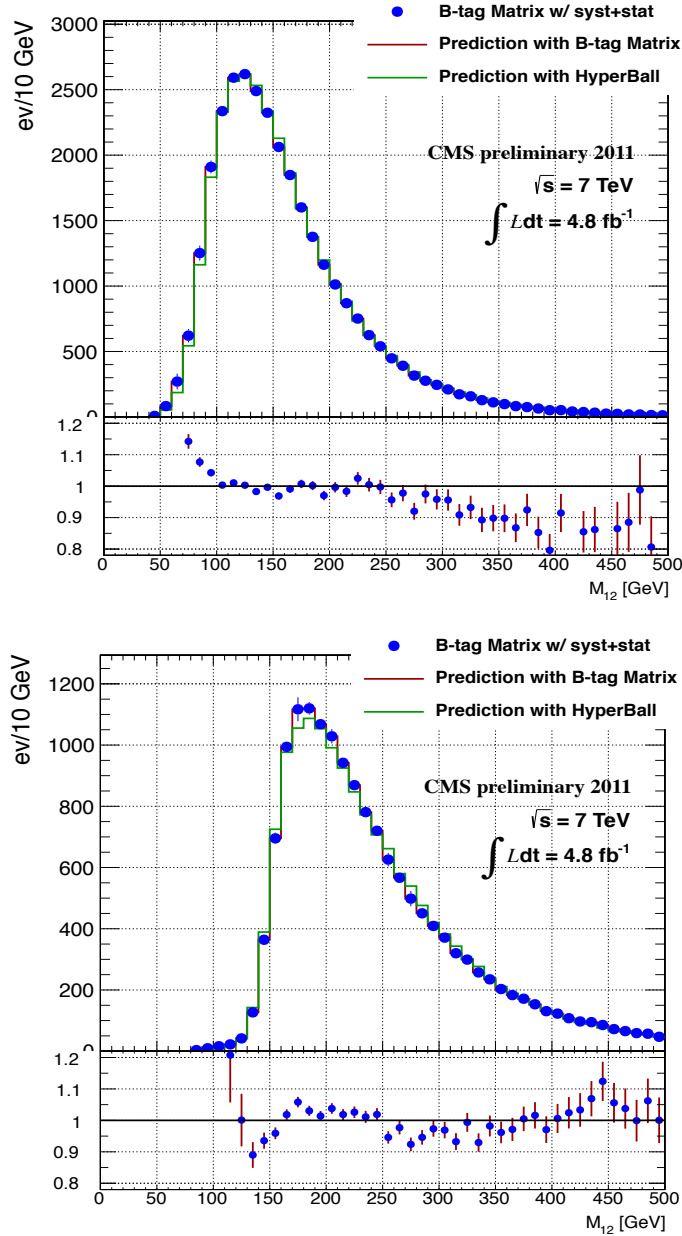 ev/10 GeV
3000
2500
2000
1500
1000
500
0
B-tag Matrix w/ syst+stat
Prediction with B-tag Matrix
Prediction with HyperBall
CMS preliminary 2011
√s = 7 TeV
∫ Ldt = 4.8 fb⁻¹
1.2
1.1
1
0.9
0.8
0 50 100 150 200 250 300 350 400 450 500
M₁₂ [GeV]
ev/10 GeV
1200
1000
800
600
400
200
0
B-tag Matrix w/ syst+stat
Prediction with B-tag Matrix
Prediction with HyperBall
CMS preliminary 2011
√s = 7 TeV
∫ Ldt = 4.8 fb⁻¹
1.2
1.1
1
0.9
0.8
0 50 100 150 200 250 300 350 400 450 500
M₁₂ [GeV]